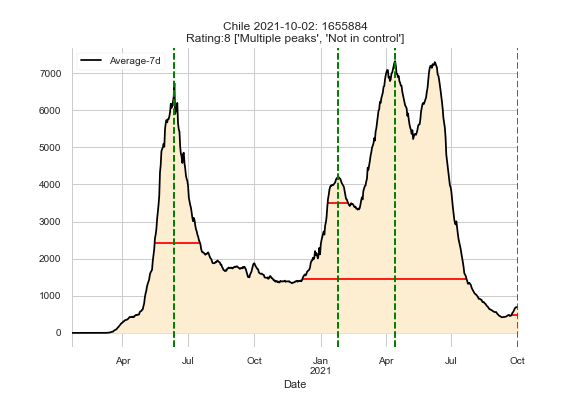 Chile 2021-10-02: 1655884
Rating:8 ['Multiple peaks', 'Not in control']
Average-7d
7000
6000
5000
4000
3000
2000
1000
0
Apr Jul Oct Jan Apr Jul Oct
2021
Date